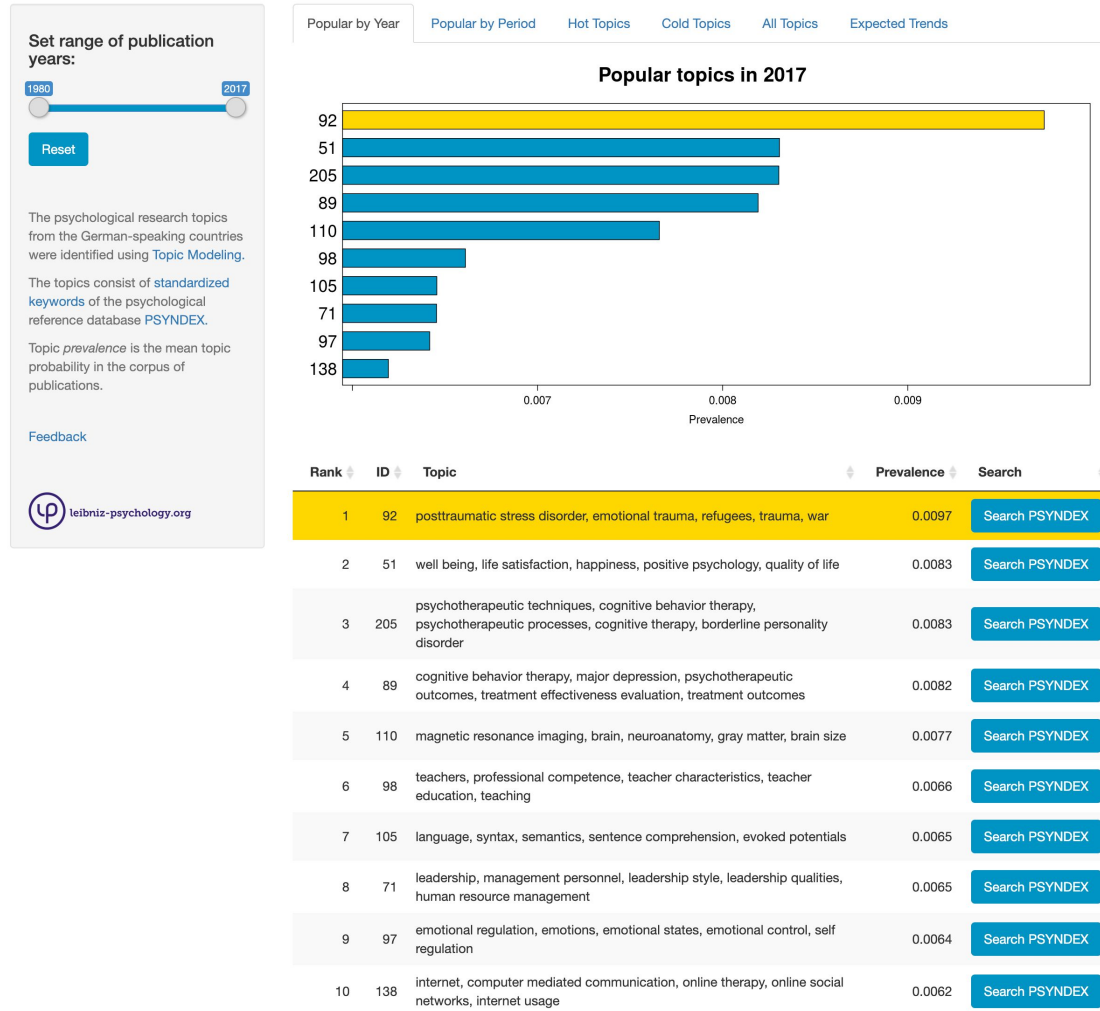 Set range of publication
years:
1980
2017
Reset
The psychological research topics
from the German-speaking countries
were identified using Topic Modeling.
The topics consist of standardized
keywords of the psychological
reference database PSYNDEX.
Topic prevalence is the mean topic
probability in the corpus of
publications.
Feedback
leibniz-psychology.org
Popular by Year
Popular by Period
Hot Topics
Cold Topics
All Topics
Expected Trends
Popular topics in 2017
92
51
205
89
110
98
105
71
97
138
0.007
0.008
0.009
Prevalence
Rank ID Topic Prevalence Search
1 92 posttraumatic stress disorder, emotional trauma, refugees, trauma, war 0.0097 Search PSYNDEX
2 51 well being, life satisfaction, happiness, positive psychology, quality of life 0.0083 Search PSYNDEX
psychotherapeutic techniques, cognitive behavior therapy,
3 205 psychotherapeutic processes, cognitive therapy, borderline personality 0.0083 Search PSYNDEX
disorder
4 89 cognitive behavior therapy, major depression, psychotherapeutic
outcomes, treatment effectiveness evaluation, treatment outcomes 0.0082 Search PSYNDEX
5 110 magnetic resonance imaging, brain, neuroanatomy, gray matter, brain size 0.0077 Search PSYNDEX
6 98 teachers, professional competence, teacher characteristics, teacher
education, teaching 0.0066 Search PSYNDEX
7 105 language, syntax, semantics, sentence comprehension, evoked potentials 0.0065 Search PSYNDEX
8 71 leadership, management personnel, leadership style, leadership qualities,
human resource management 0.0065 Search PSYNDEX
9 97 emotional regulation, emotions, emotional states, emotional control, self
regulation 0.0064 Search PSYNDEX
10 138 internet, computer mediated communication, online therapy, online social
networks, internet usage 0.0062 Search PSYNDEX